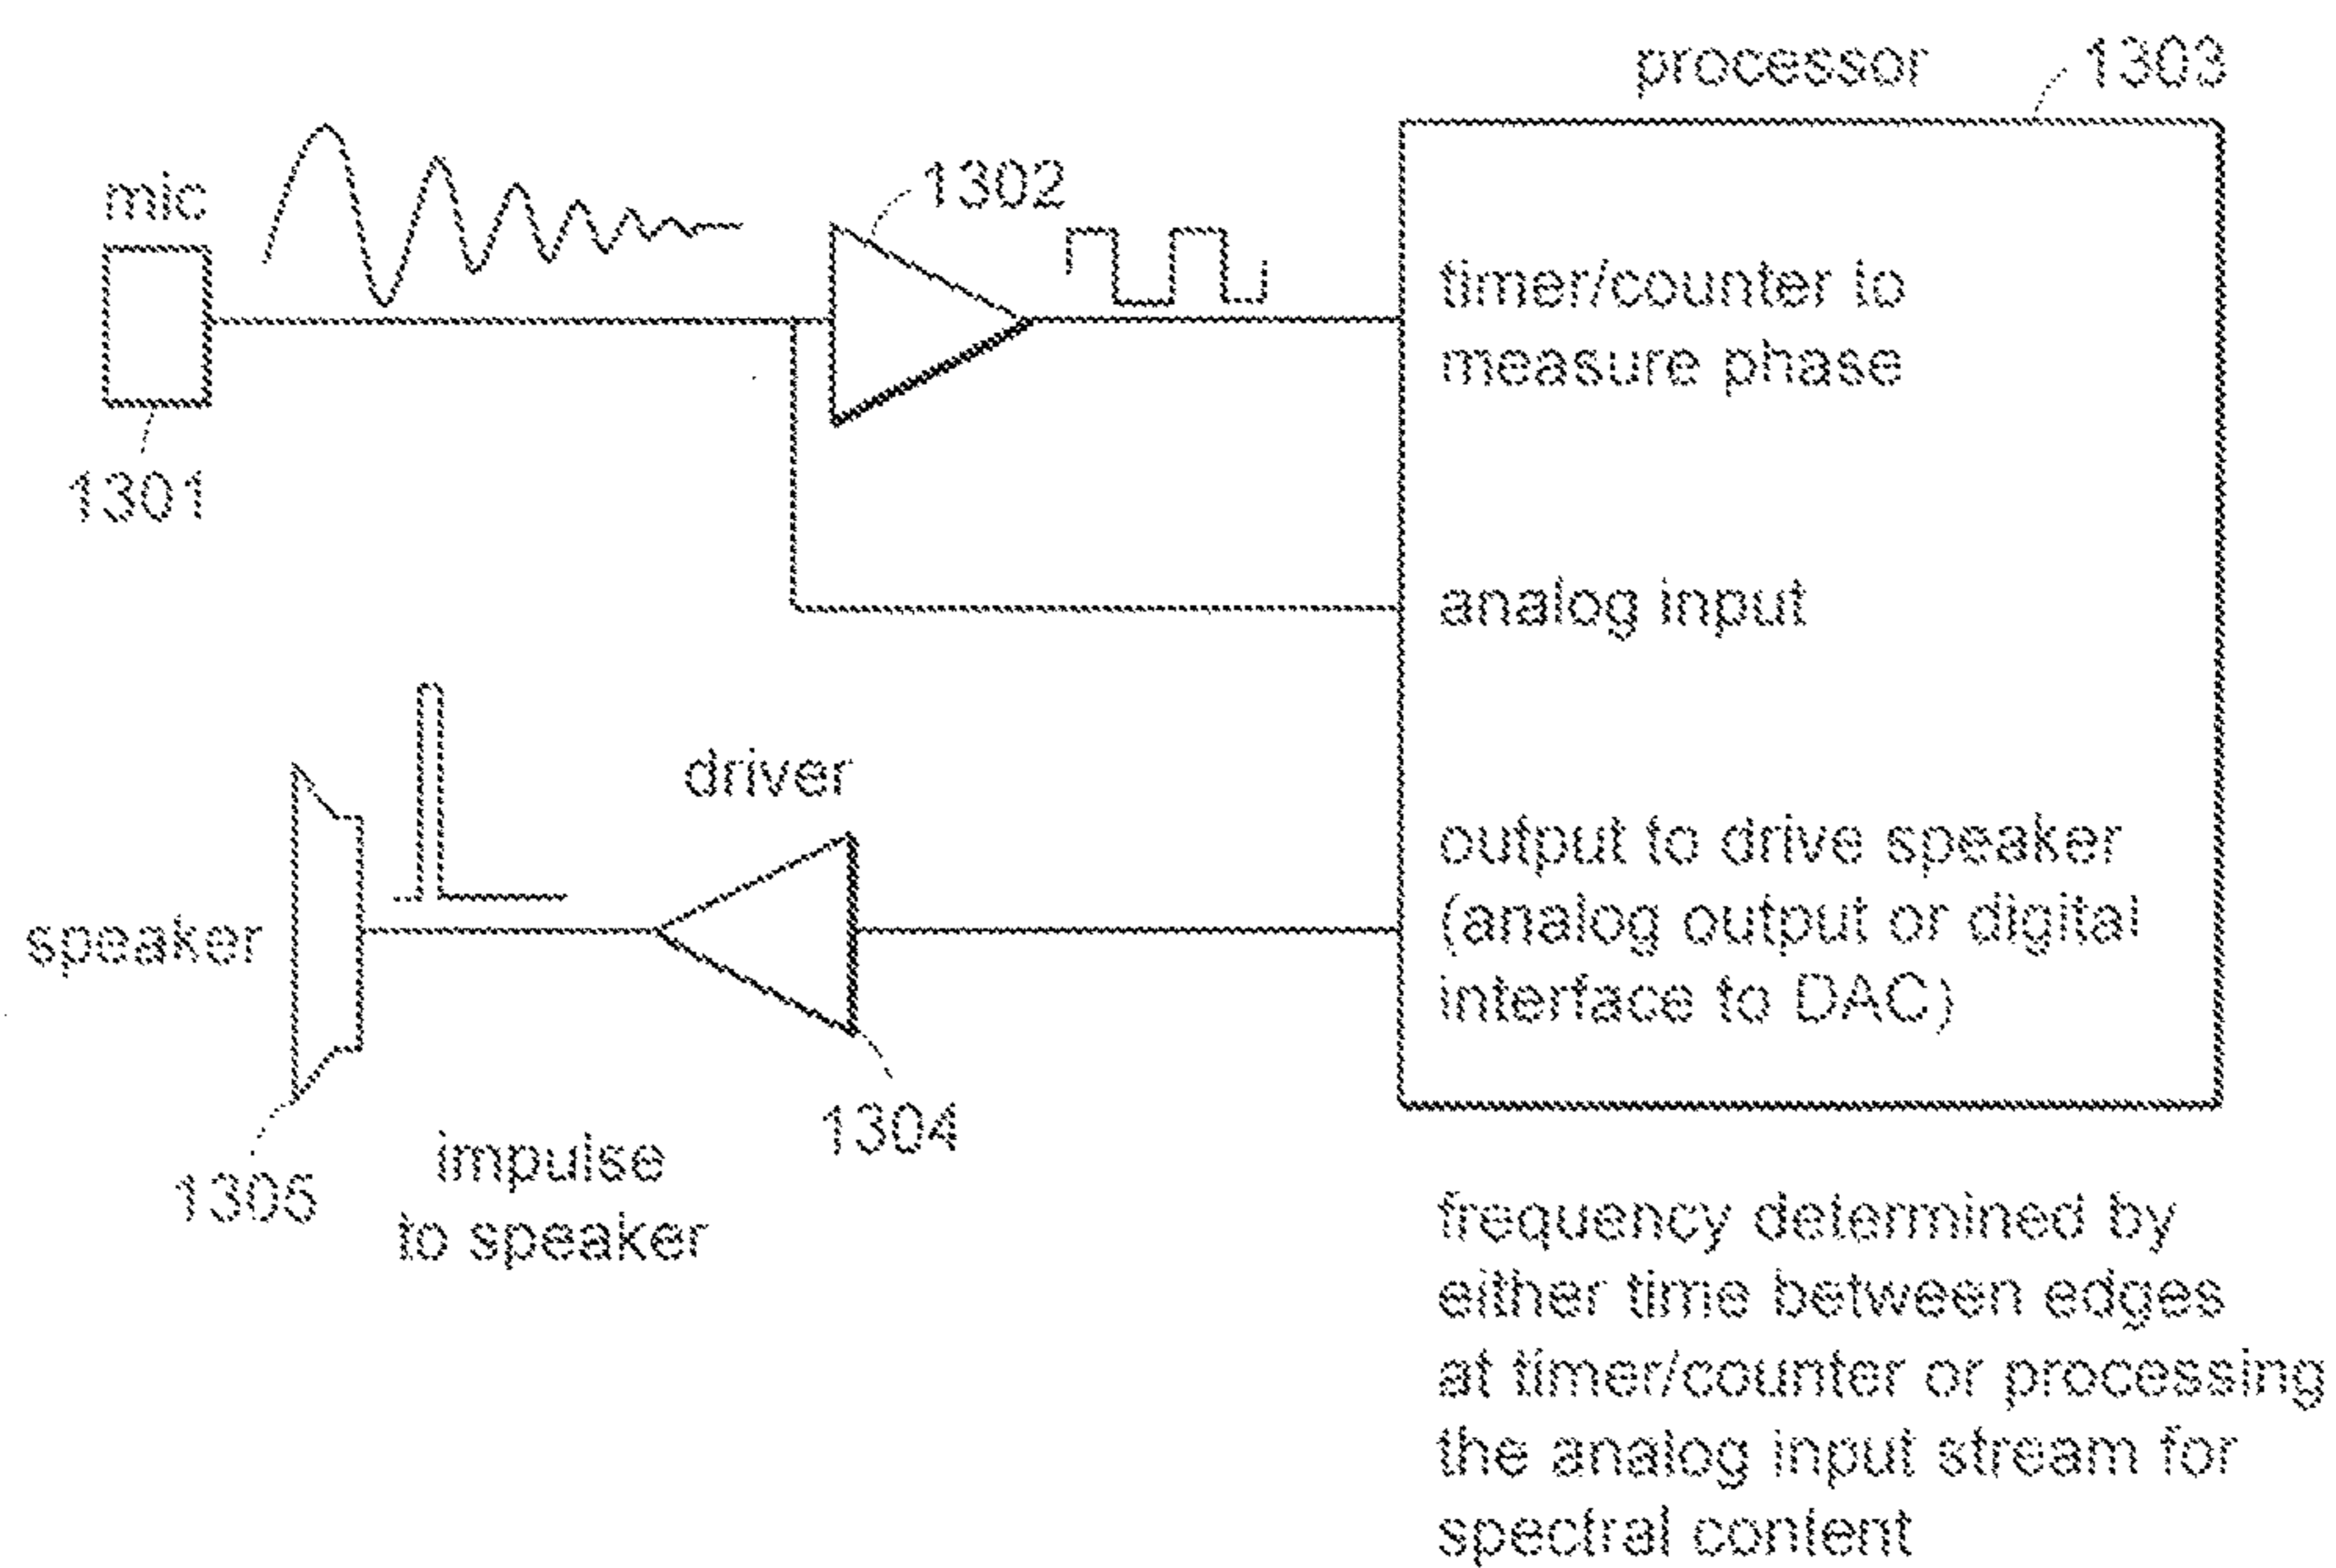 processor
1303
mic
1302
1301
timer/counter to
measure phase
analog input
driver
speaker
output to drive speaker
(analog output or digital
interface to DAC)
1304
1305
impulse
to speaker
frequency determined by
either time between edges
at timer/counter or processing
the analog input stream for
spectral content